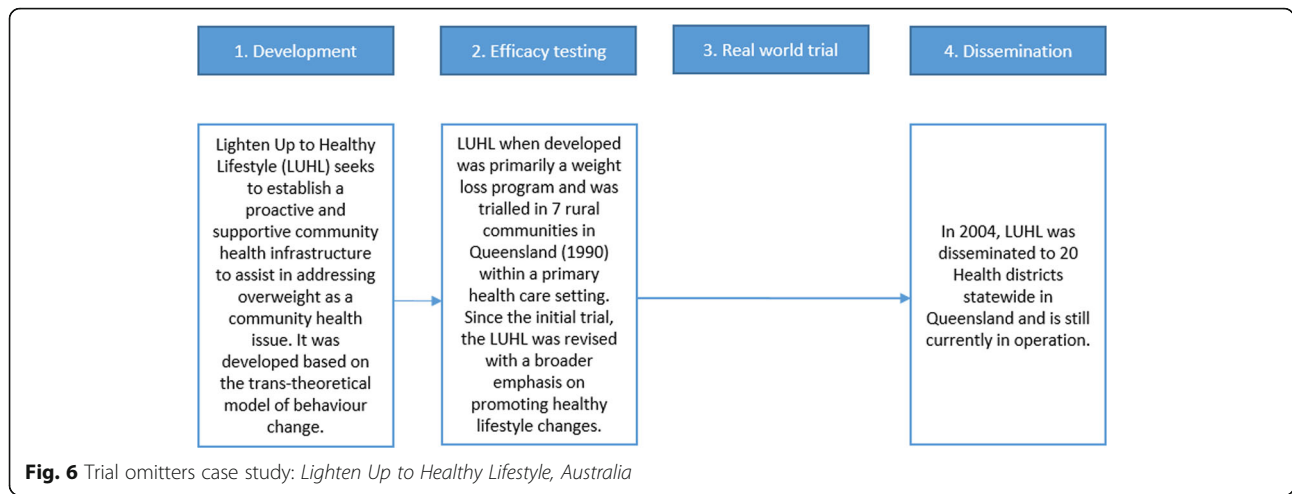 1. Development
2. Efficacy testing
3. Real world trial
4. Dissemination
Lighten Up to Healthy
Lifestyle (LUHL) seeks
to establish a
proactive and
supportive community
health infrastructure
to assist in addressing
overweight as a
community health
issue. It was
developed based on
the trans-theoretical
model of behaviour
change.
LUHL when developed
was primarily a weight
loss program and was
trialled in 7 rural
communities in
Queensland (1990)
within a primary
health care setting.
Since the initial trial,
the LUHL was revised
with a broader
emphasis on
promoting healthy
lifestyle changes.
In 2004, LUHL was
disseminated to 20
Health districts
statewide in
Queensland and is still
currently in operation.
Fig. 6 Trial omitters case study: Lighten Up to Healthy Lifestyle, Australia